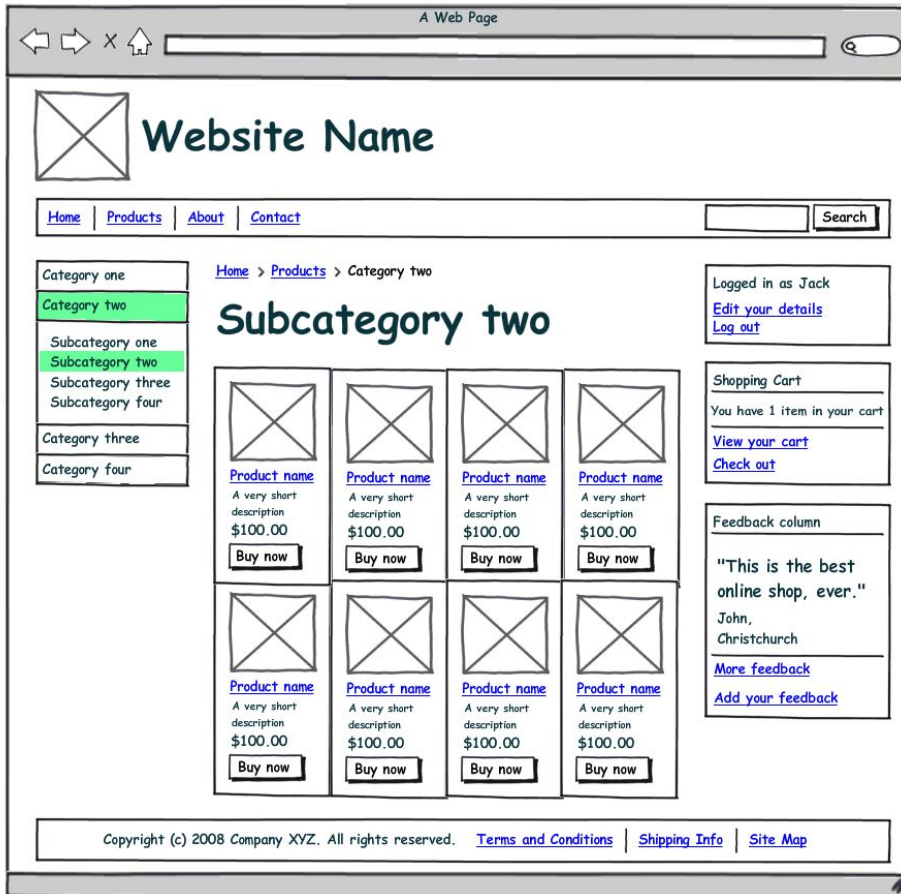 A Web Page
Website Name
Home Products About Contact Search
Category one
Category two
Subcategory one
Subcategory two
Subcategory three
Subcategory four
Category three
Category four
Home > Products > Category two
Subcategory two
Product name Product name Product name Product name
A very short A very short A very short A very short
description description description description
$100.00 $100.00 $100.00 $100.00
Buy now Buy now Buy now Buy now
Product name Product name Product name Product name
A very short A very short A very short A very short
description description description description
$100.00 $100.00 $100.00 $100.00
Buy now Buy now Buy now Buy now
Logged in as Jack
Edit your details
Log out
Shopping Cart
You have 1 item in your cart
View your cart
Check out
Feedback column
"This is the best
online shop, ever."
John,
Christchurch
More feedback
Add your feedback
Copyright (c) 2008 Company XYZ. All rights reserved. Terms and Conditions Shipping Info Site Map